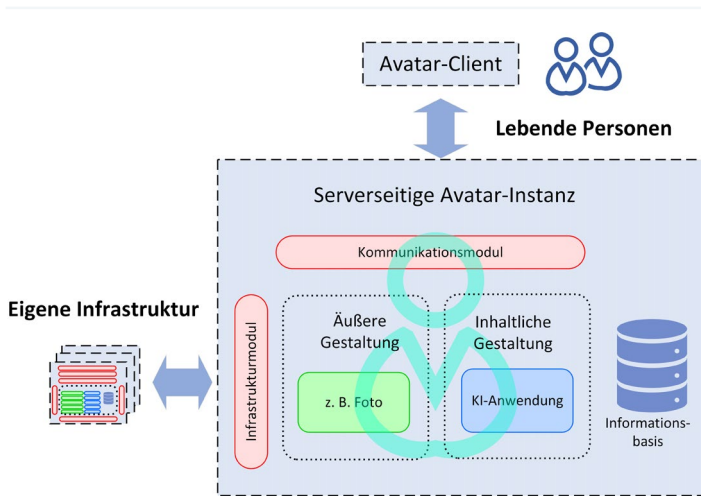 Avatar-Client
Lebende Personen
Serverseitige Avatar-Instanz
Kommunikationsmodul
Eigene Infrastruktur
Infrastrukturmodul
Äußere
Gestaltung
z. B. Foto
Inhaltliche
Gestaltung
KI-Anwendung
Informations-
basis